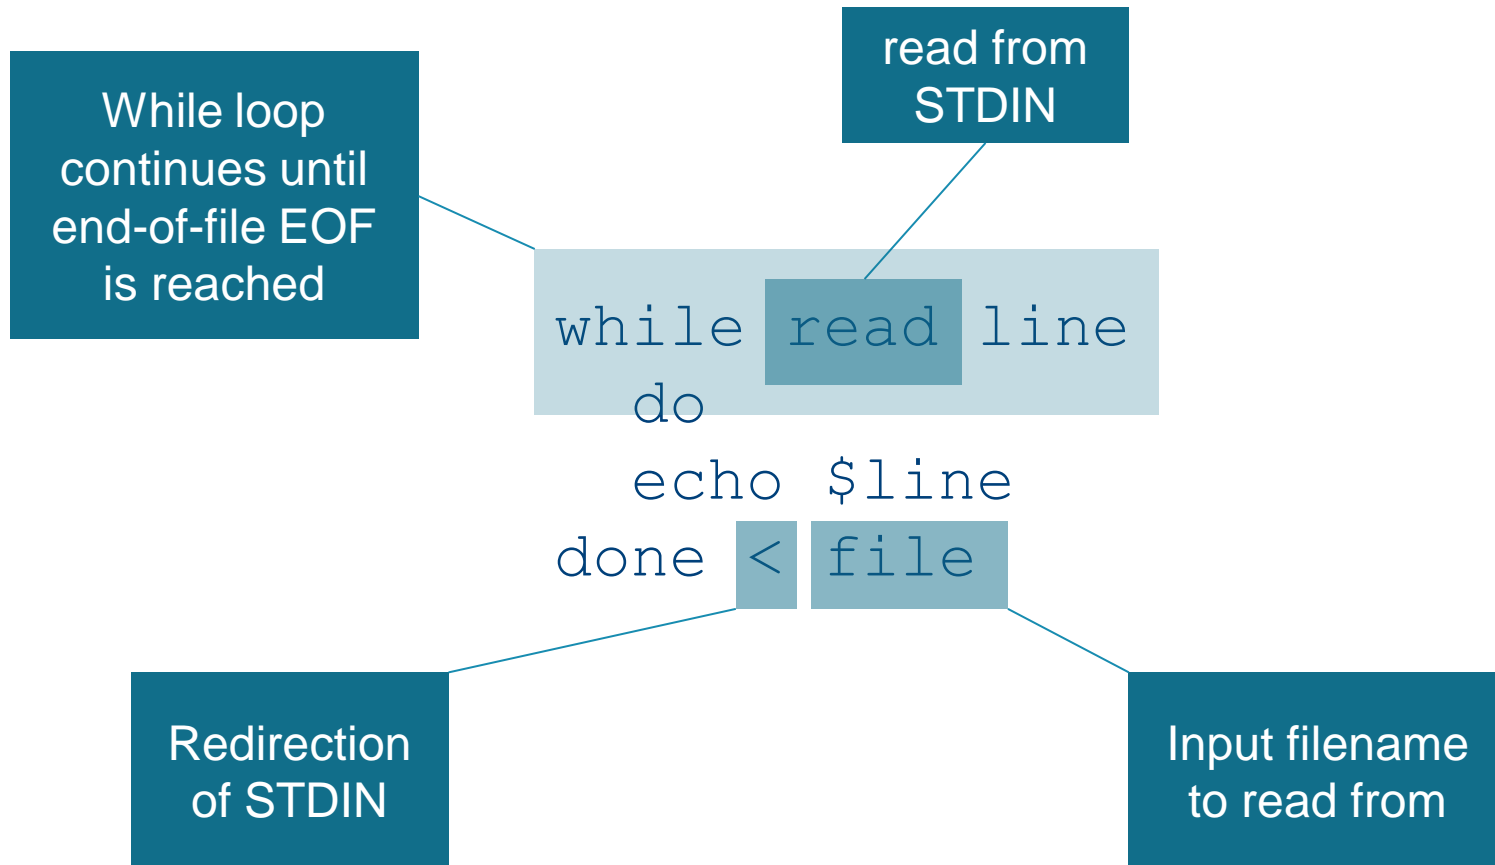 read from
STDIN
While loop
continues until
end-of-file EOF
is reached
while read line
do
echo $line
done < file
Redirection
of STDIN
Input filename
to read from